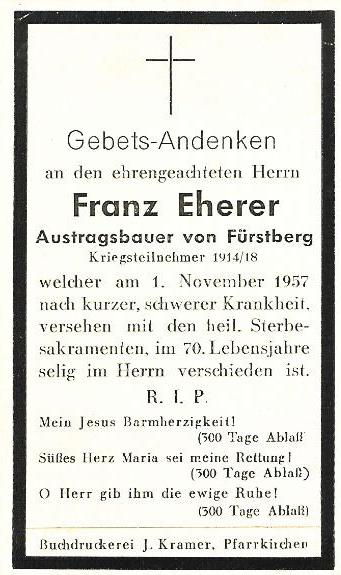 Gebets-Andenken
an den ehrengeachteten Herrn
Franz Eherer
Austragsbauer von Fürstberg
Kriegsteilnehmer 1914/18
welcher am 1. November 1957
nach kurzer, schwerer Krankheit,
versehen mit den heil. Sterbe-
sakramenten, im 70. Lebensjahre
selig im Herrn verschieden ist.
R. I. P.
Mein Jesus Barmherzigkeit!
(300 Tage Ablaß
Süßes Herz Maria sei meine Rettung!
(300 Tage Ablaß)
O Herr gib ihm die ewige Ruhe!
(300 Tage Ablaß)
Buchdruckerei J. Kramer, Pfarrkirchen